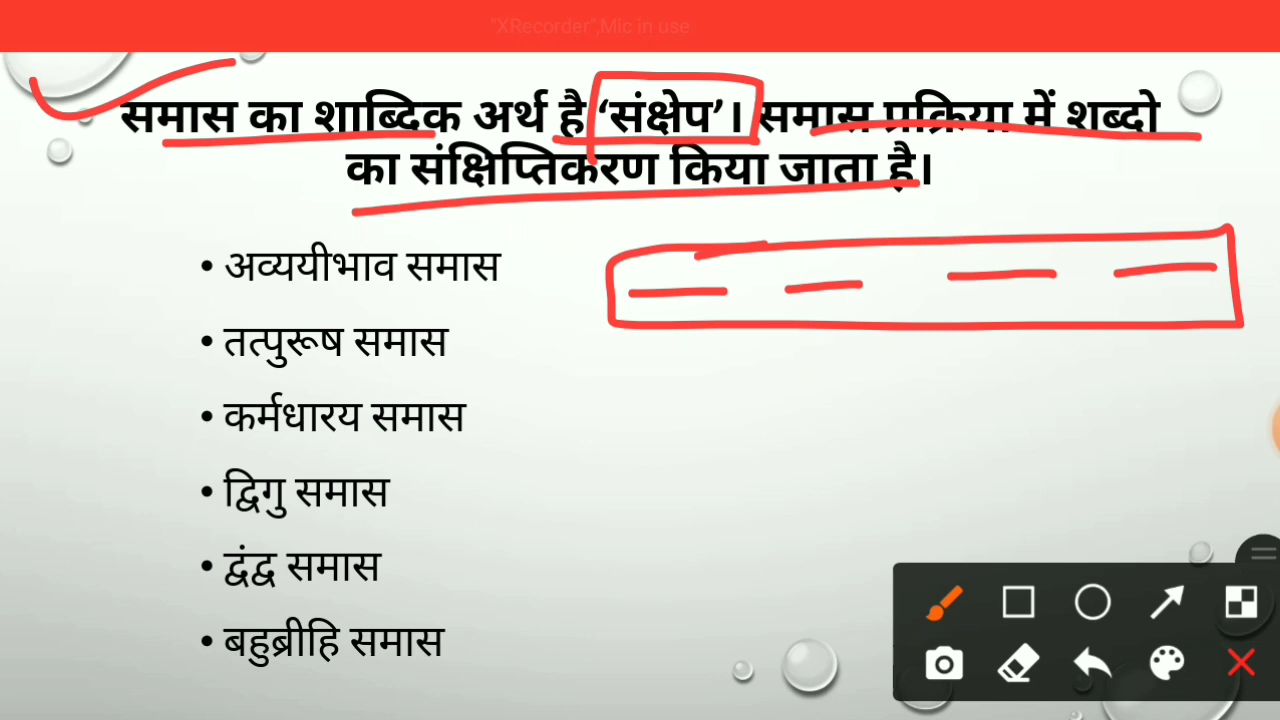 "XRecorder",Mic in use
समास का शाब्दिक अर्थ है ‘संक्षेप’। समास प्रक्रिया में शब्दो
का संक्षिप्तिकरण किया जाता है।
• अव्ययीभाव समास
• तत्पुरूष समास
• कर्मधारय समास
• द्विगु समास
• द्वंद्व समास
• बहुब्रीहि समास